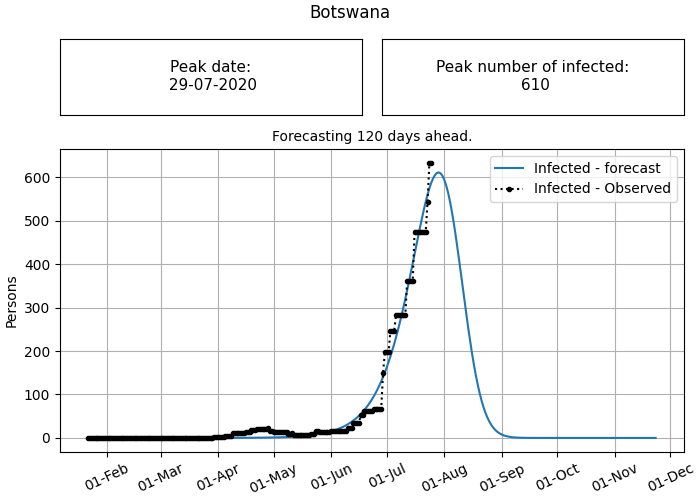 Botswana
Peak date:
29-07-2020
Peak number of infected:
610
Forecasting 120 days ahead.
Infected - forecast
Infected - Observed
Persons
600
500
400
300
200
100
0
01-Feb
01-Mar
01-Apr
01-May
01-Jun
01-Jul
01-Aug
01-Sep
01-Oct
01-Nov
01-Dec